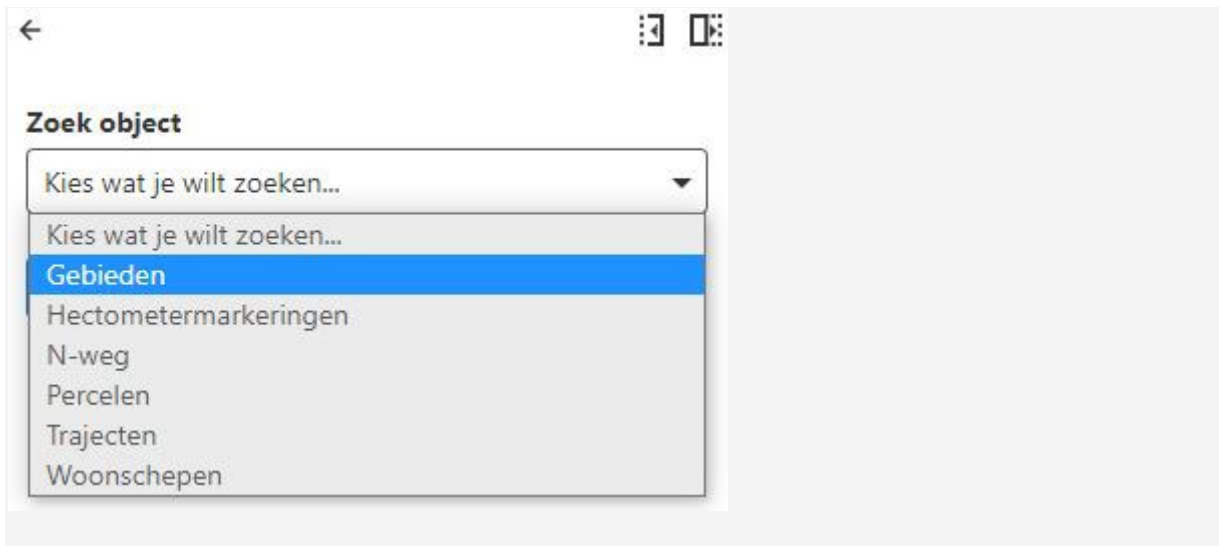 Zoek object
Kies wat je wilt zoeken...
Kies wat je wilt zoeken...
Gebieden
Hectometermarkeringen
N-weg
Percelen
Trajecten
Woonschepen